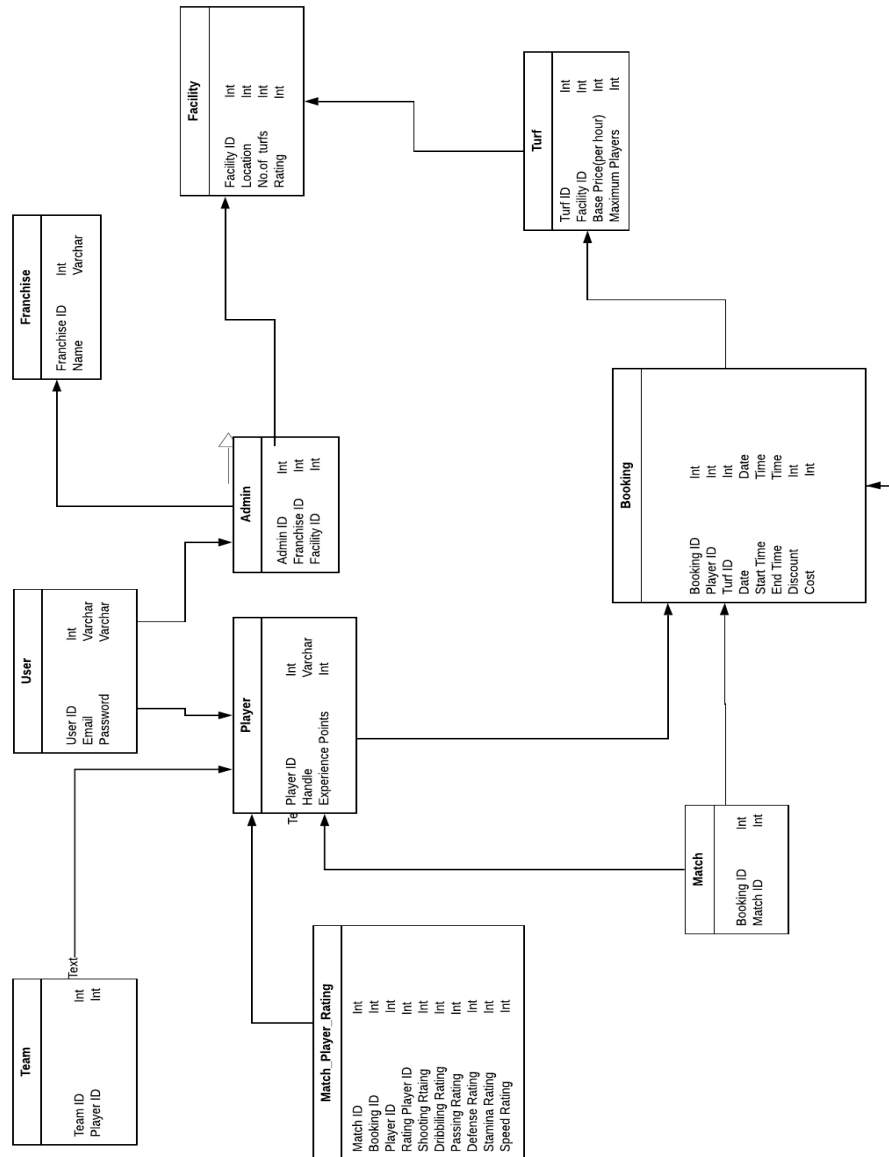 Team
Team ID Int
Player ID Int
Text
User
User ID Int
Email Varchar
Password Varchar
Franchise
Franchise ID Int
Name Varchar
Facility
Facility ID Int
Location Int
No.of turfs Int
Rating Int
Player
Te
Player ID Int
Handle Varchar
Experience Points Int
Admin
Admin ID Int
Franchise ID Int
Facility ID Int
Match_Player_Rating
Match ID Int
Booking ID Int
Player ID Int
Rating Player ID Int
Shooting Rtaing Int
Dribbiling Rating Int
Passing Rating Int
Defense Rating Int
Stamina Rating Int
Speed Rating Int
Turf
Turf ID Int
Facility ID Int
Base Price(per hour) Int
Maximum Players Int
Booking
Booking ID Int
Player ID Int
Turf ID Int
Date Date
Start Time Time
End Time Time
Discount Int
Cost Int
Match
Booking ID Int
Match ID Int